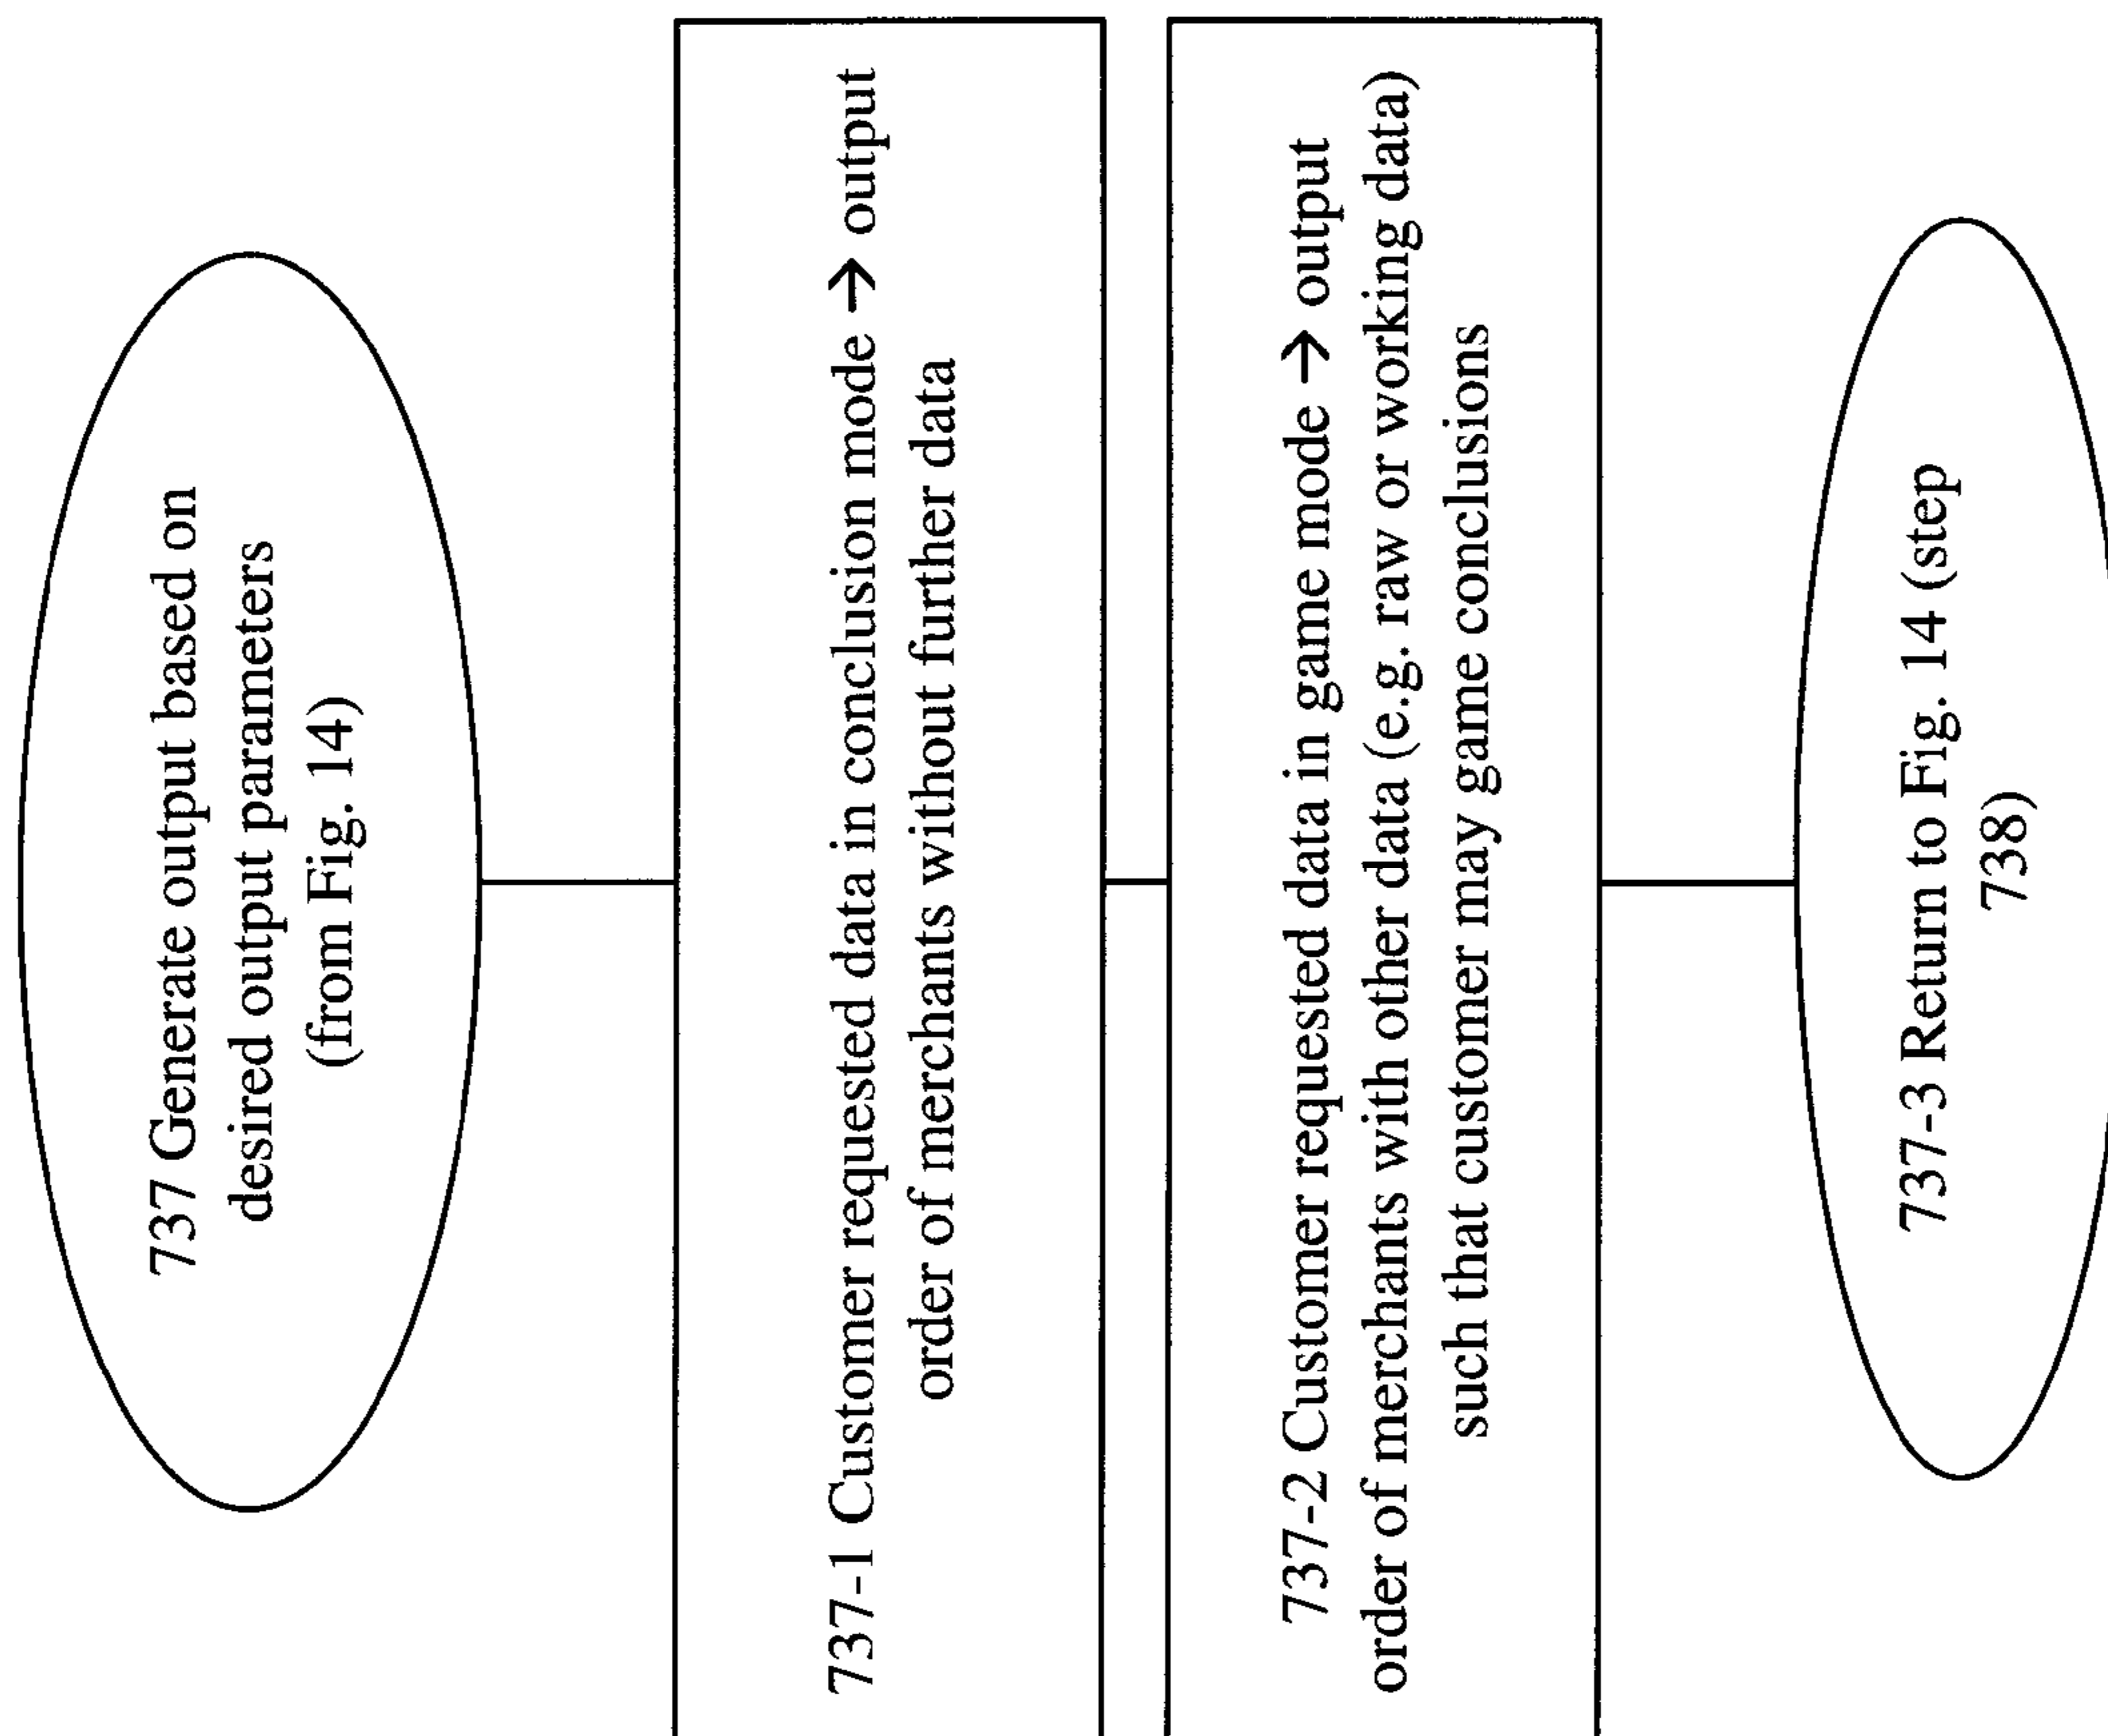 737 Generate output based on
desired output parameters
(from Fig. 14)
737-1 Customer requested data in conclusion mode → output
order of merchants without further data
737-2 Customer requested data in game mode → output
order of merchants with other data (e.g. raw or working data)
such that customer may game conclusions
737-3 Return to Fig. 14 (step
738)